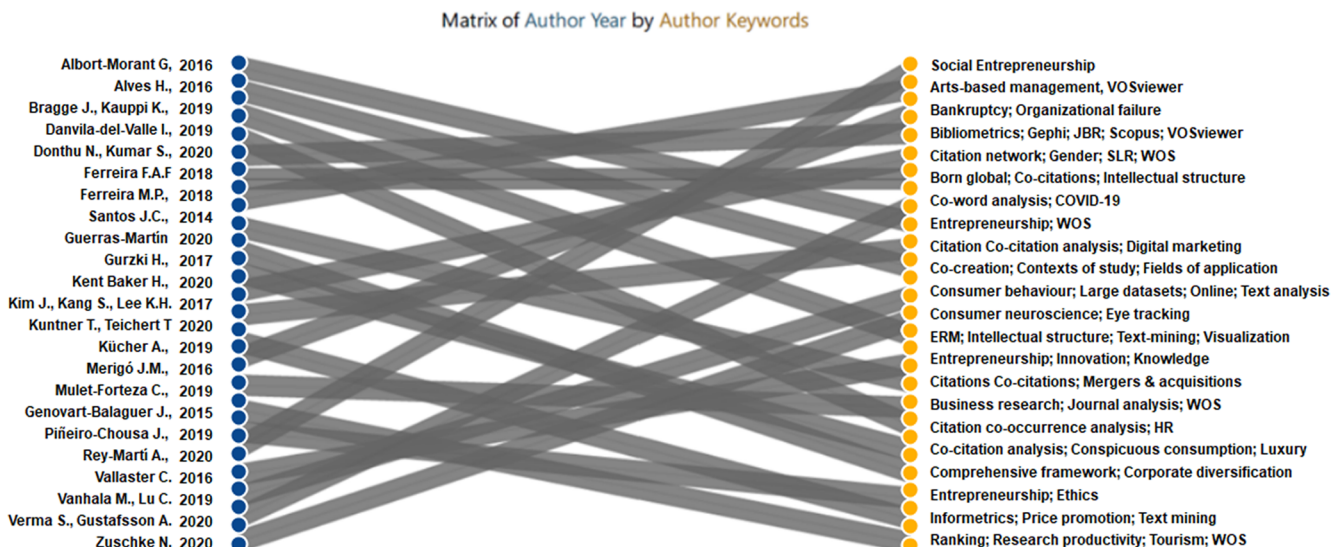 Matrix of Author Year by Author Keywords
Albort-Morant G, 2016
Alves H., 2016
Bragge J., Kauppi K., 2019
Danvila-del-Valle I., 2019
Donthu N., Kumar S., 2020
Ferreira F.A.F 2018
Ferreira M.P., 2018
Santos J.C., 2014
Guerras-Martín 2020
Gurzki H., 2017
Kent Baker H., 2020
Kim J., Kang S., Lee K.H. 2017
Kuntner T., Teichert T 2020
Kücher A., 2019
Merigó J.M., 2016
Mulet-Forteza C., 2019
Genovart-Balaguer J., 2015
Piñeiro-Chousa J., 2019
Rey-Martí A., 2020
Vallaster C. 2016
Vanhala M., Lu C. 2019
Verma S., Gustafsson A. 2020
Zuschke N. 2020
Social Entrepreneurship
Arts-based management, VOSviewer
Bankruptcy; Organizational failure
Bibliometrics; Gephi; JBR; Scopus; VOSviewer
Citation network; Gender; SLR; WOS
Born global; Co-citations; Intellectual structure
Co-word analysis; COVID-19
Entrepreneurship; WOS
Citation Co-citation analysis; Digital marketing
Co-creation; Contexts of study; Fields of application
Consumer behaviour; Large datasets; Online; Text analysis
Consumer neuroscience; Eye tracking
ERM; Intellectual structure; Text-mining; Visualization
Entrepreneurship; Innovation; Knowledge
Citations Co-citations; Mergers & acquisitions
Business research; Journal analysis; WOS
Citation co-occurrence analysis; HR
Co-citation analysis; Conspicuous consumption; Luxury
Comprehensive framework; Corporate diversification
Entrepreneurship; Ethics
Informetrics; Price promotion; Text mining
Ranking; Research productivity; Tourism; WOS